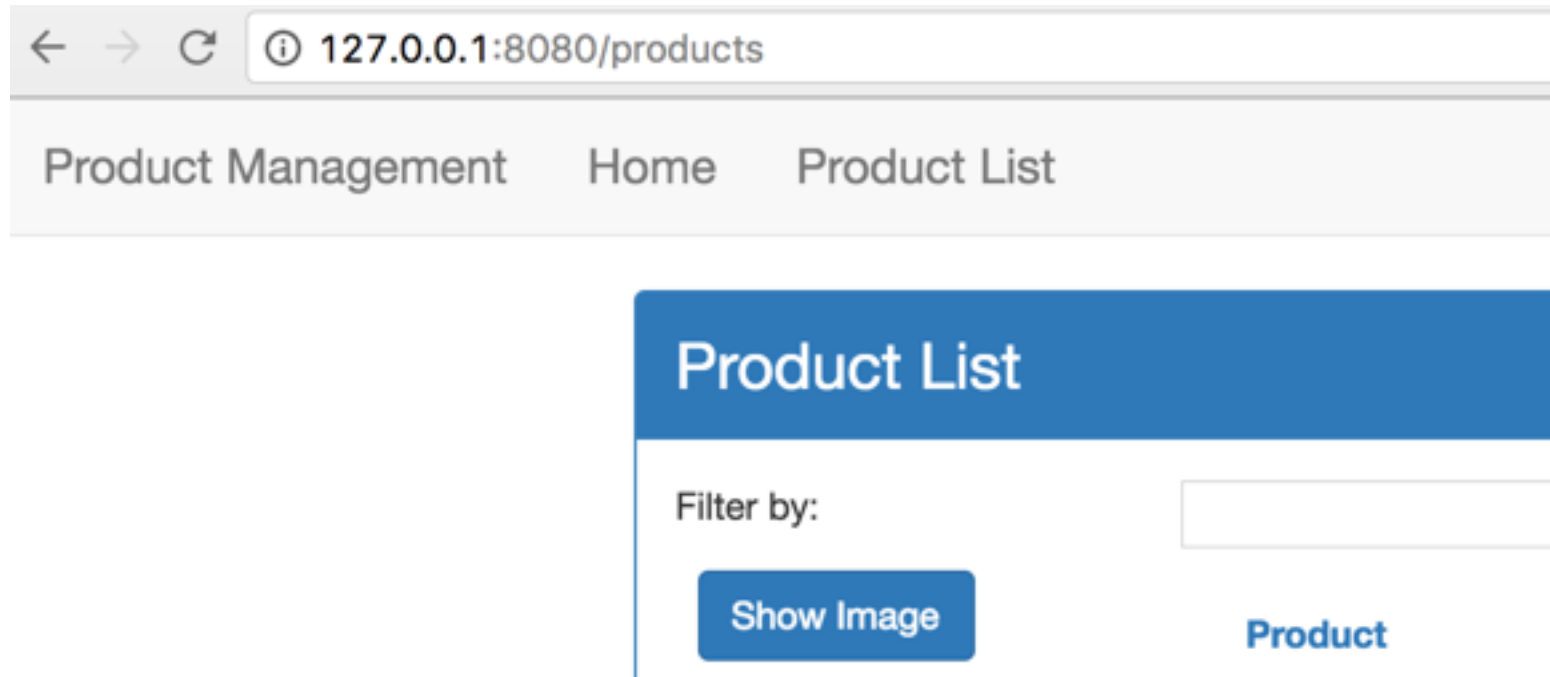 127.0.0.1:8080/products
Product Management Home Product List
Product List
Filter by:
Show Image Product